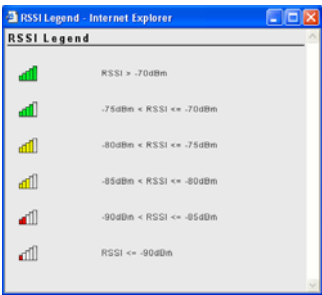 RSSI Legend - Internet Explorer
RSSI Legend
RSSI > -70dBm
-75dBm < RSSI <= -70dBm
-80dBm < RSSI <= -75dBm
-85dBm < RSSI <= -80dBm
-90dBm < RSSI <= -85dBm
RSSI <= -90dBm